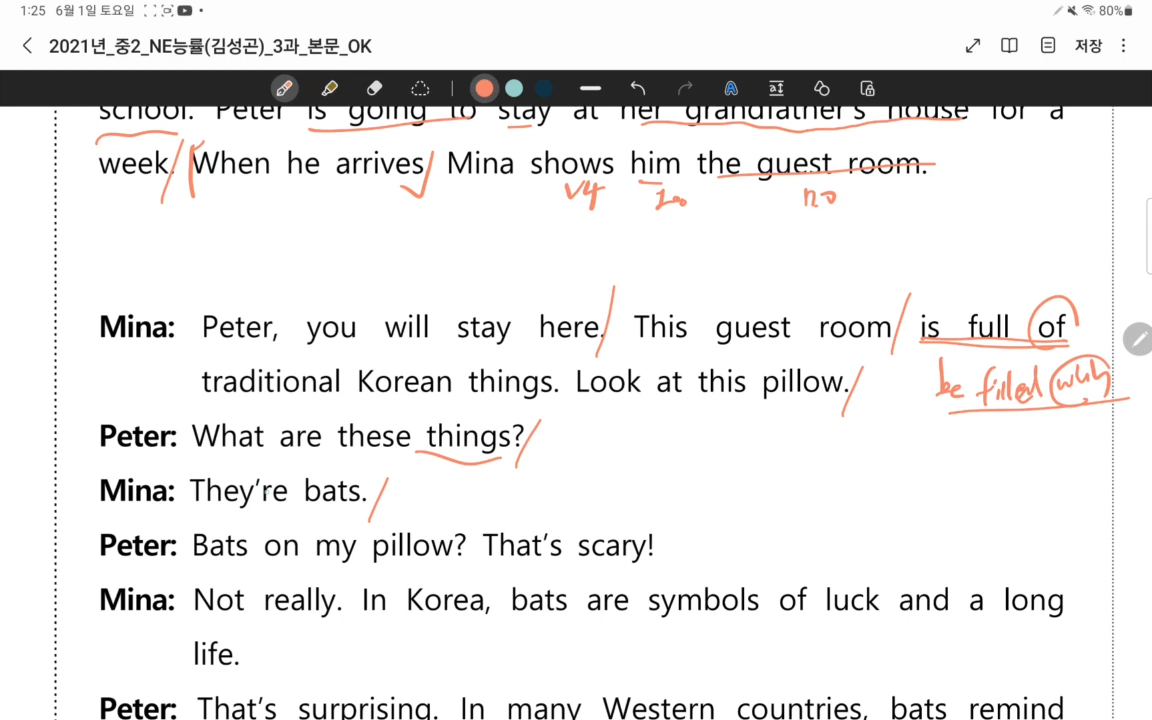 1:25 6월 1일 토요일 80%
2021년_중2_NE능률(김성곤)_3과_본문_OK 저장
school. Peter is going to stay at her grandfather's house for a
week. When he arrives, Mina shows him the guest room.
V4 I.O D.O
Mina: Peter, you will stay here. This guest room is full of
traditional Korean things. Look at this pillow.
be filled with
Peter: What are these things?
Mina: They're bats.
Peter: Bats on my pillow? That's scary!
Mina: Not really. In Korea, bats are symbols of luck and a long
life.
Peter: That's surprising. In many Western countries, bats remind